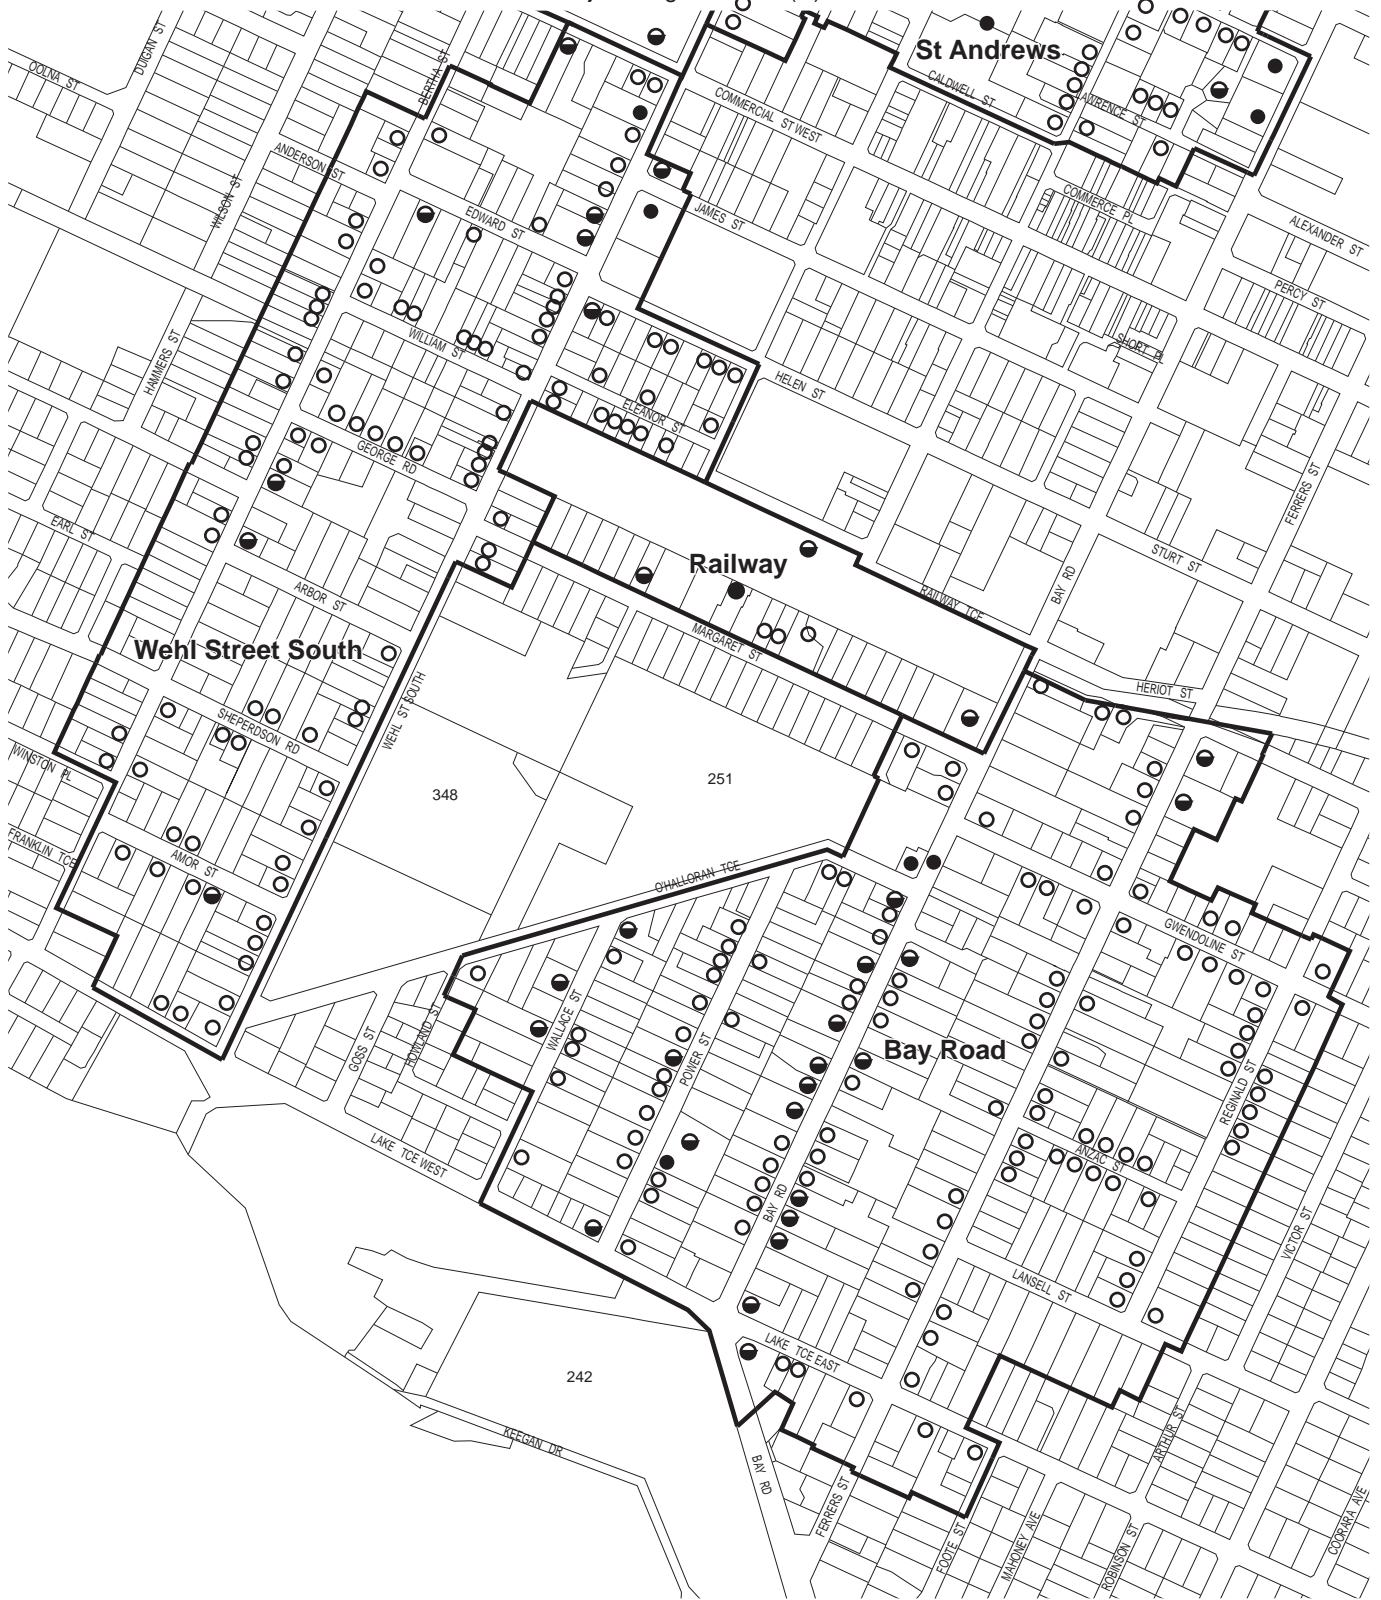 St Andrews
DUIGAN ST
BERTHA ST
OOLNA ST
CALDWELL ST
LAWRENCE ST
COMMERCIAL ST WEST
ANDERSON ST
WILSON ST
EDWARD ST
JAMES ST
COMMERCE PL
ALEXANDER ST
PERCY ST
HAMMERS ST
WILLIAM ST
SHORT PL
HELEN ST
ELEANOR ST
GEORGE RD
FERRERS ST
EARL ST
STURT ST
Railway
BAY RD
RAILWAY TCE
ARBOR ST
MARGARET ST
Wehl Street South
WEHL ST SOUTH
HERIOT ST
SHEPERDSON RD
WINSTON PL
251
348
FRANKLIN TCE
AMOR ST
O'HALLORAN TCE
GWENDOLINE ST
WALLACE ST
HOWLAND ST
GOSS ST
POWER ST
Bay Road
REGINALD ST
LAKE TCE WEST
ANZAC ST
BAY RD
VICTOR ST
LANSELL ST
LAKE TCE EAST
242
KEEGAN DR
ARTHUR ST
BAY RD
FERRERS ST
FOOTE ST
MAHONEY AVE
ROBINSON ST
COORARA AVE